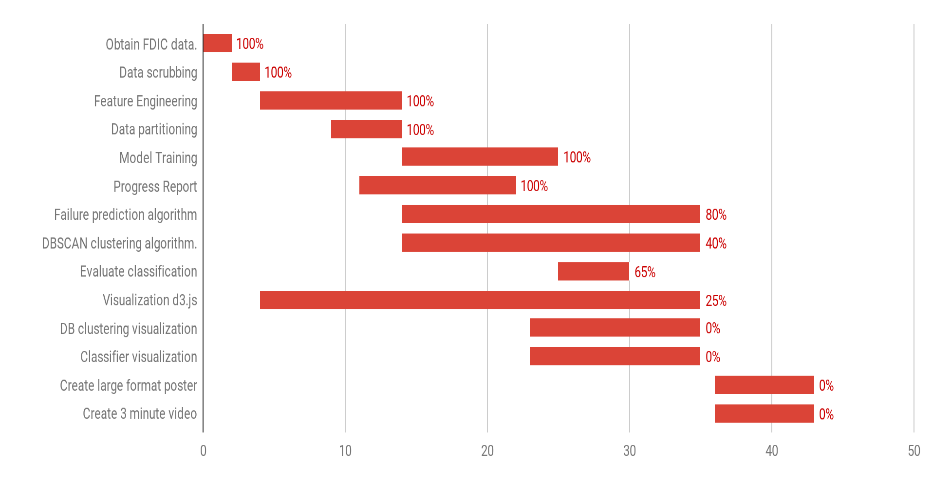 Obtain FDIC data. 100%
Data scrubbing 100%
Feature Engineering 100%
Data partitioning 100%
Model Training 100%
Progress Report 100%
Failure prediction algorithm 80%
DBSCAN clustering algorithm. 40%
Evaluate classification 65%
Visualization d3.js 25%
DB clustering visualization 0%
Classifier visualization 0%
Create large format poster 0%
Create 3 minute video 0%
0 10 20 30 40 50